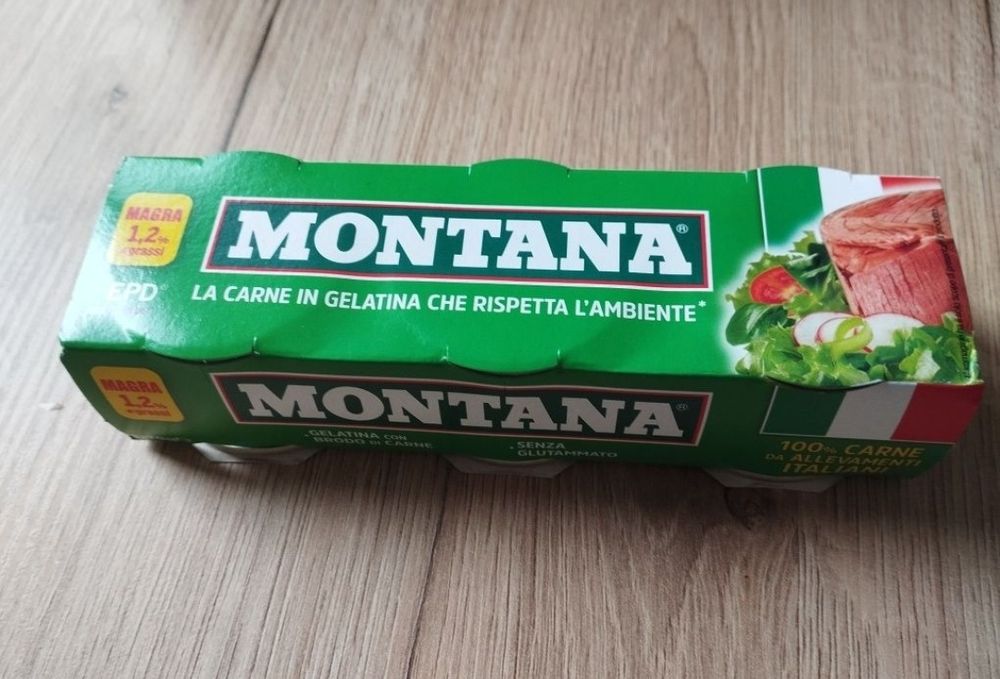 MAGRA
1,2%
grassi
MONTANA®
EPD
LA CARNE IN GELATINA CHE RISPETTA L'AMBIENTE*
MAGRA
1,2%
grassi
MONTANA®
.GELATINA CON
BRODO DI CARNE
.SENZA
GLUTAMMATO
100% CARNE
DA ALLEVAMENTI
ITALIANI